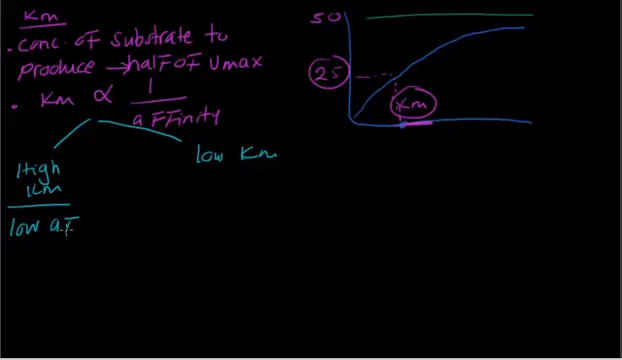 Km
. Conc. of substrate to
produce → half of Vmax
. Km ∝ 1
affinity
High
Km
low af
low Km
50
25
Km